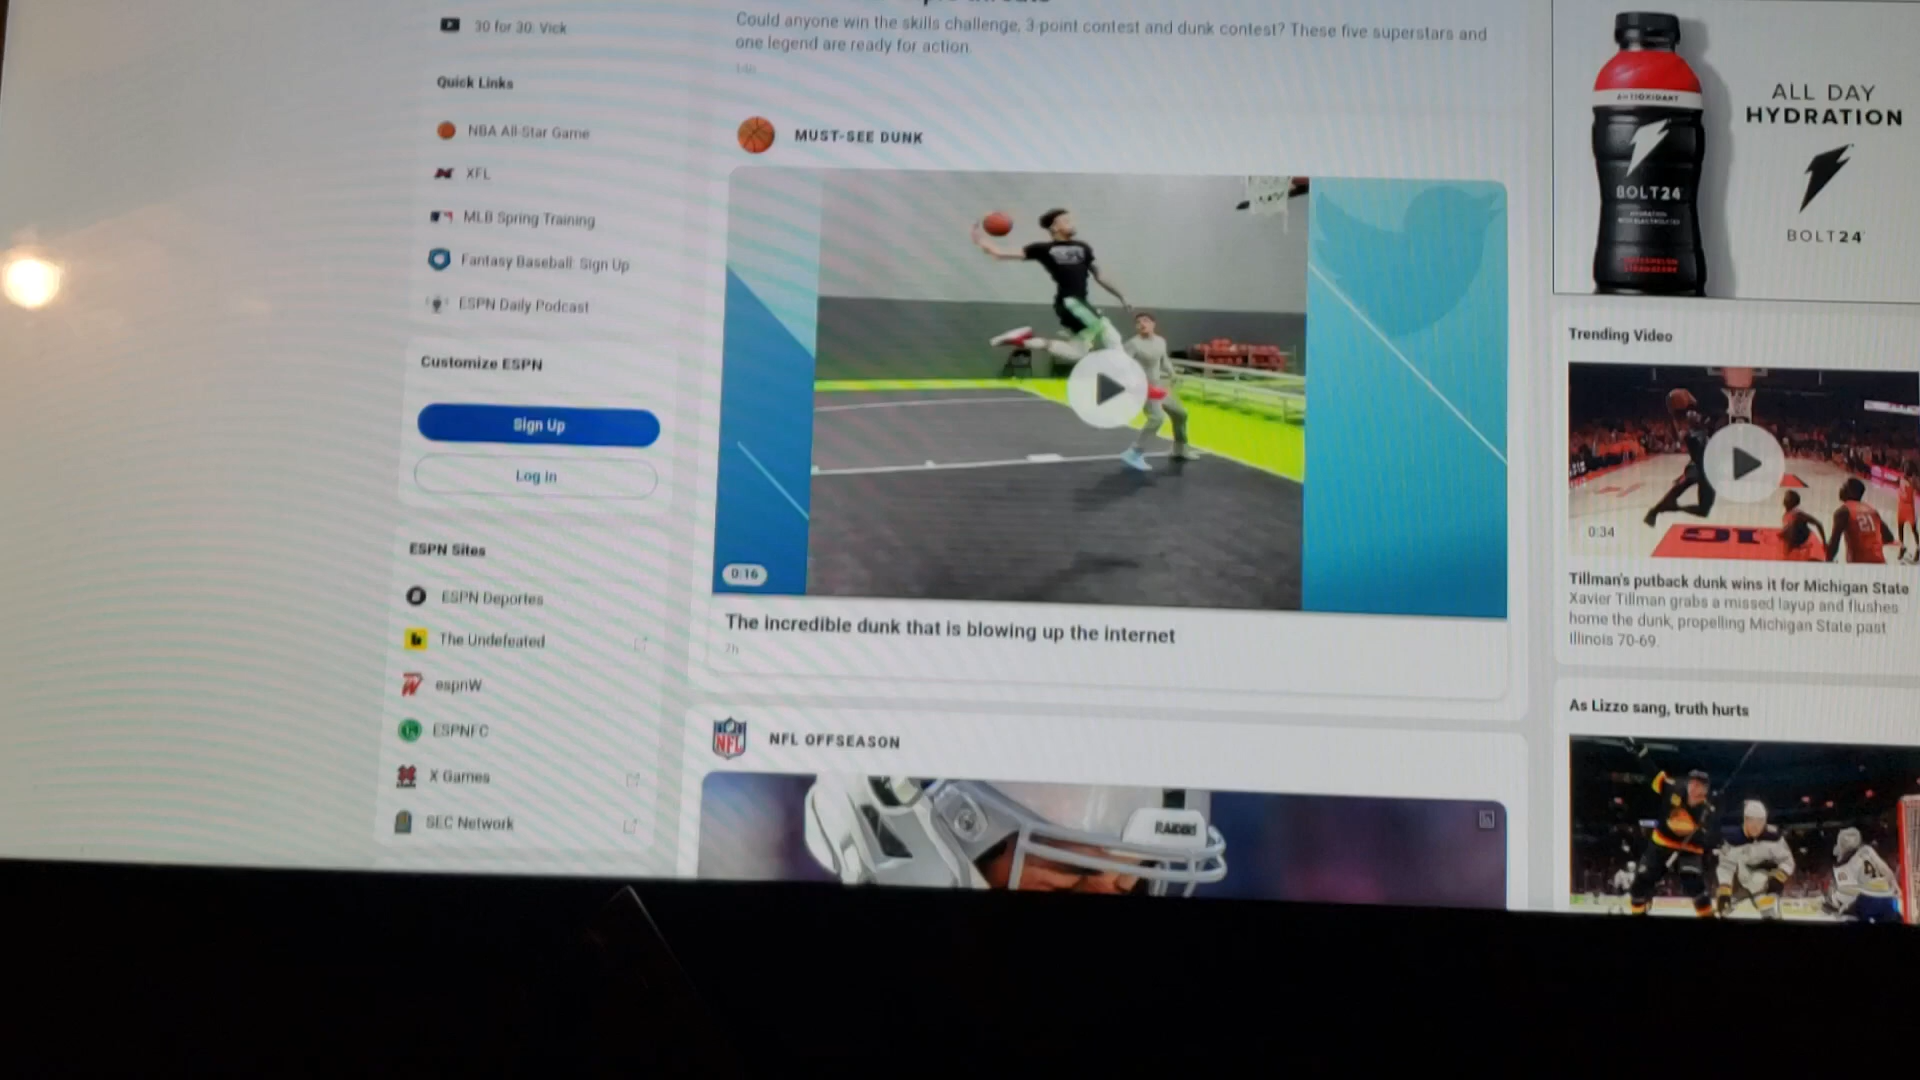 30 for 30: Vick
Quick Links
NBA All-Star Game
XFL
MLB Spring Training
Fantasy Baseball: Sign Up
ESPN Daily Podcast
Customize ESPN
Sign Up
Log In
ESPN Sites
ESPN Deportes
The Undefeated
espnW
ESPNFC
X Games
SEC Network
Could anyone win the skills challenge, 3-point contest and dunk contest? These five superstars and
one legend are ready for action.
14h
MUST-SEE DUNK
0:16
The incredible dunk that is blowing up the internet
7h
NFL OFFSEASON
NFL
RAIDERS
ANTIOXIDANT
BOLT24
ALL DAY
HYDRATION
BOLT24
Trending Video
21
0:34
Tillman's putback dunk wins it for Michigan State
Xavier Tillman grabs a missed layup and flushes
home the dunk, propelling Michigan State past
Illinois 70-69.
As Lizzo sang, truth hurts